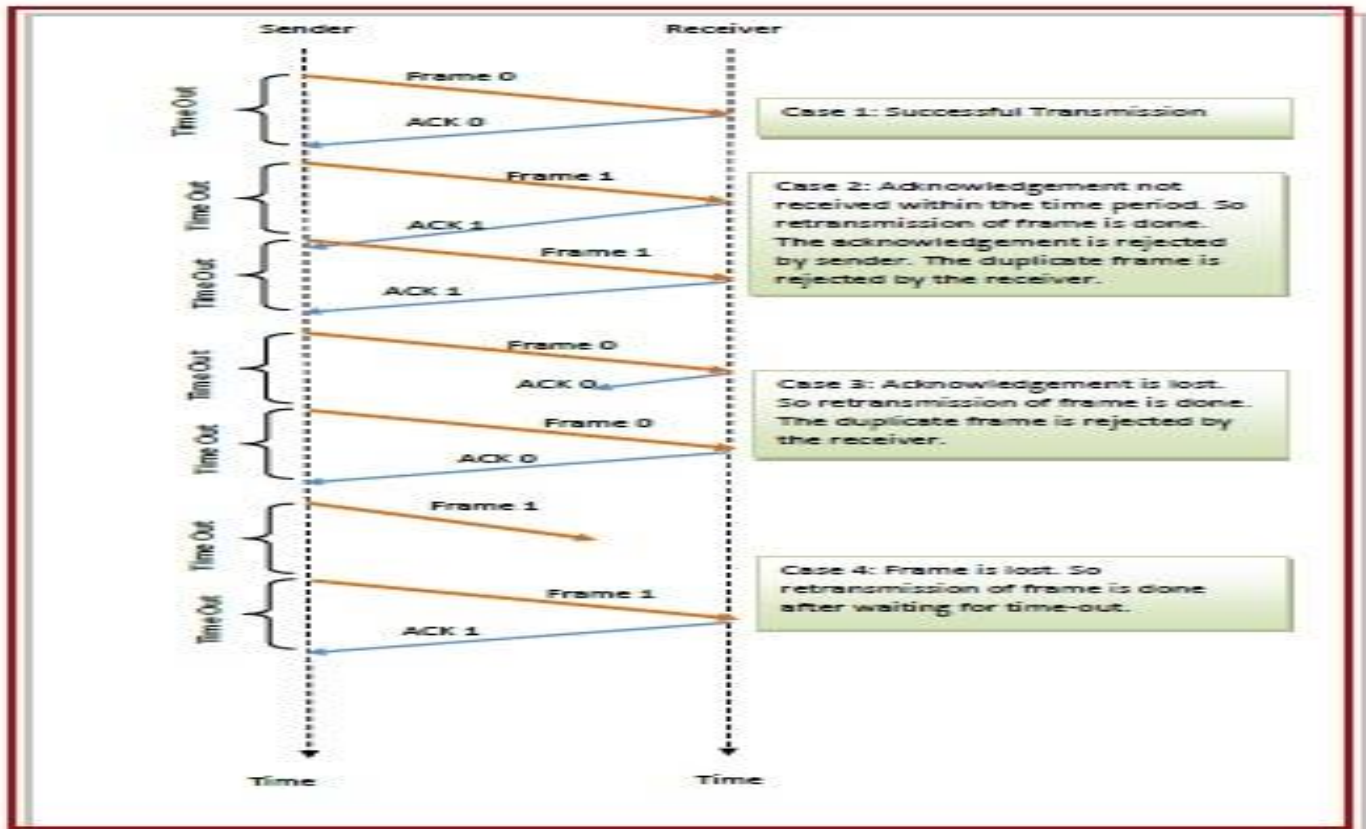 Sender
Receiver
Time Out
Frame 0
ACK 0
Case 1: Successful Transmission
Time Out
Frame 1
ACK 1
Case 2: Acknowledgement not
received within the time period. So
retransmission of frame is done.
The acknowledgement is rejected
by sender. The duplicate frame is
rejected by the receiver.
Time Out
Frame 1
ACK 1
Time Out
Frame 0
ACK 0
Case 3: Acknowledgement is lost.
So retransmission of frame is done.
The duplicate frame is rejected by
the receiver.
Time Out
Frame 0
ACK 0
Time Out
Frame 1
Case 4: Frame is lost. So
retransmission of frame is done
after waiting for time-out.
Time Out
Frame 1
ACK 1
Time
Time